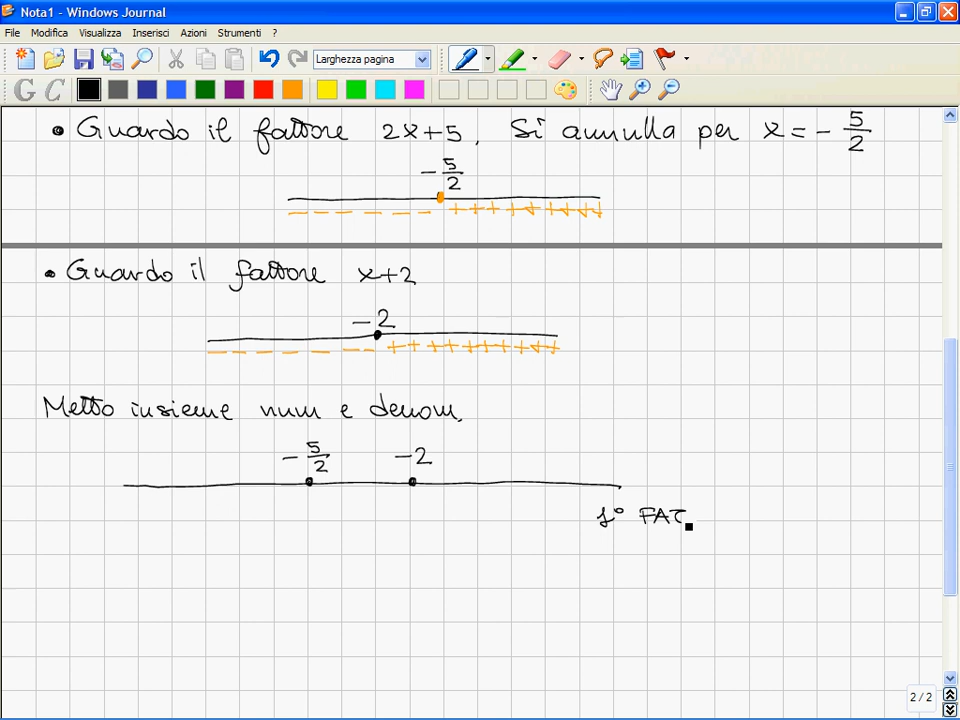 Nota1 - Windows Journal
File Modifica Visualizza Inserisci Azioni Strumenti ?
Larghezza pagina
G C
• Guardo il fattore 2x+5. Si annulla per x = - 5/2
- 5/2
- - - - - - - + + + + + + + +
• Guardo il fattore x+2
-2
- - - - - - - + + + + + + + + +
Metto insieme num e denom.
- 5/2 -2
1° FAT
2 / 2